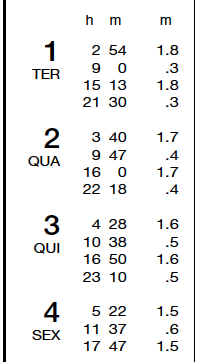 h m m
1 2 54 1.8
TER 9 0 .3
15 13 1.8
21 30 .3
2 3 40 1.7
QUA 9 47 .4
16 0 1.7
22 18 .4
3 4 28 1.6
QUI 10 38 .5
16 50 1.6
23 10 .5
4 5 22 1.5
SEX 11 37 .6
17 47 1.5